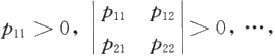 p₁₁ > 0, | p₁₁ p₁₂ ; p₂₁ p₂₂ | > 0, ⋯,